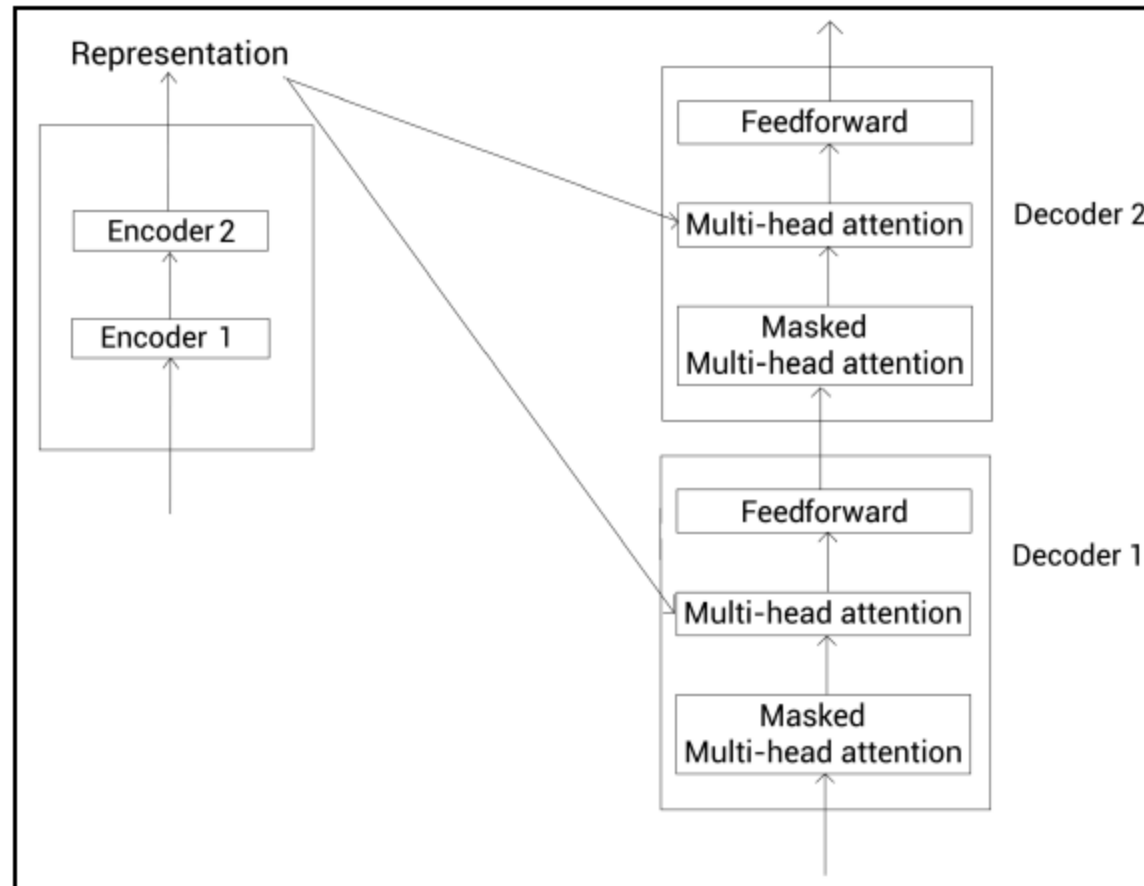 Representation
Encoder 2
Encoder 1
Feedforward
Multi-head attention
Decoder 2
Masked
Multi-head attention
Feedforward
Decoder 1
Multi-head attention
Masked
Multi-head attention